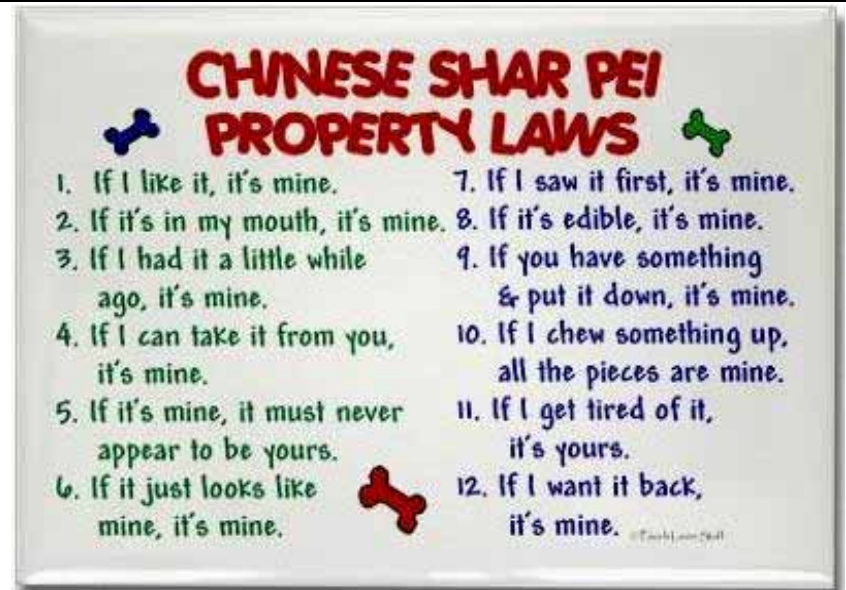 CHINESE SHAR PEI
PROPERTY LAWS
1. If I like it, it's mine.
2. If it's in my mouth, it's mine.
3. If I had it a little while
ago, it's mine.
4. If I can take it from you,
it's mine.
5. If it's mine, it must never
appear to be yours.
6. If it just looks like
mine, it's mine.
7. If I saw it first, it's mine.
8. If it's edible, it's mine.
9. If you have something
& put it down, it's mine.
10. If I chew something up,
all the pieces are mine.
11. If I get tired of it,
it's yours.
12. If I want it back,
it's mine.